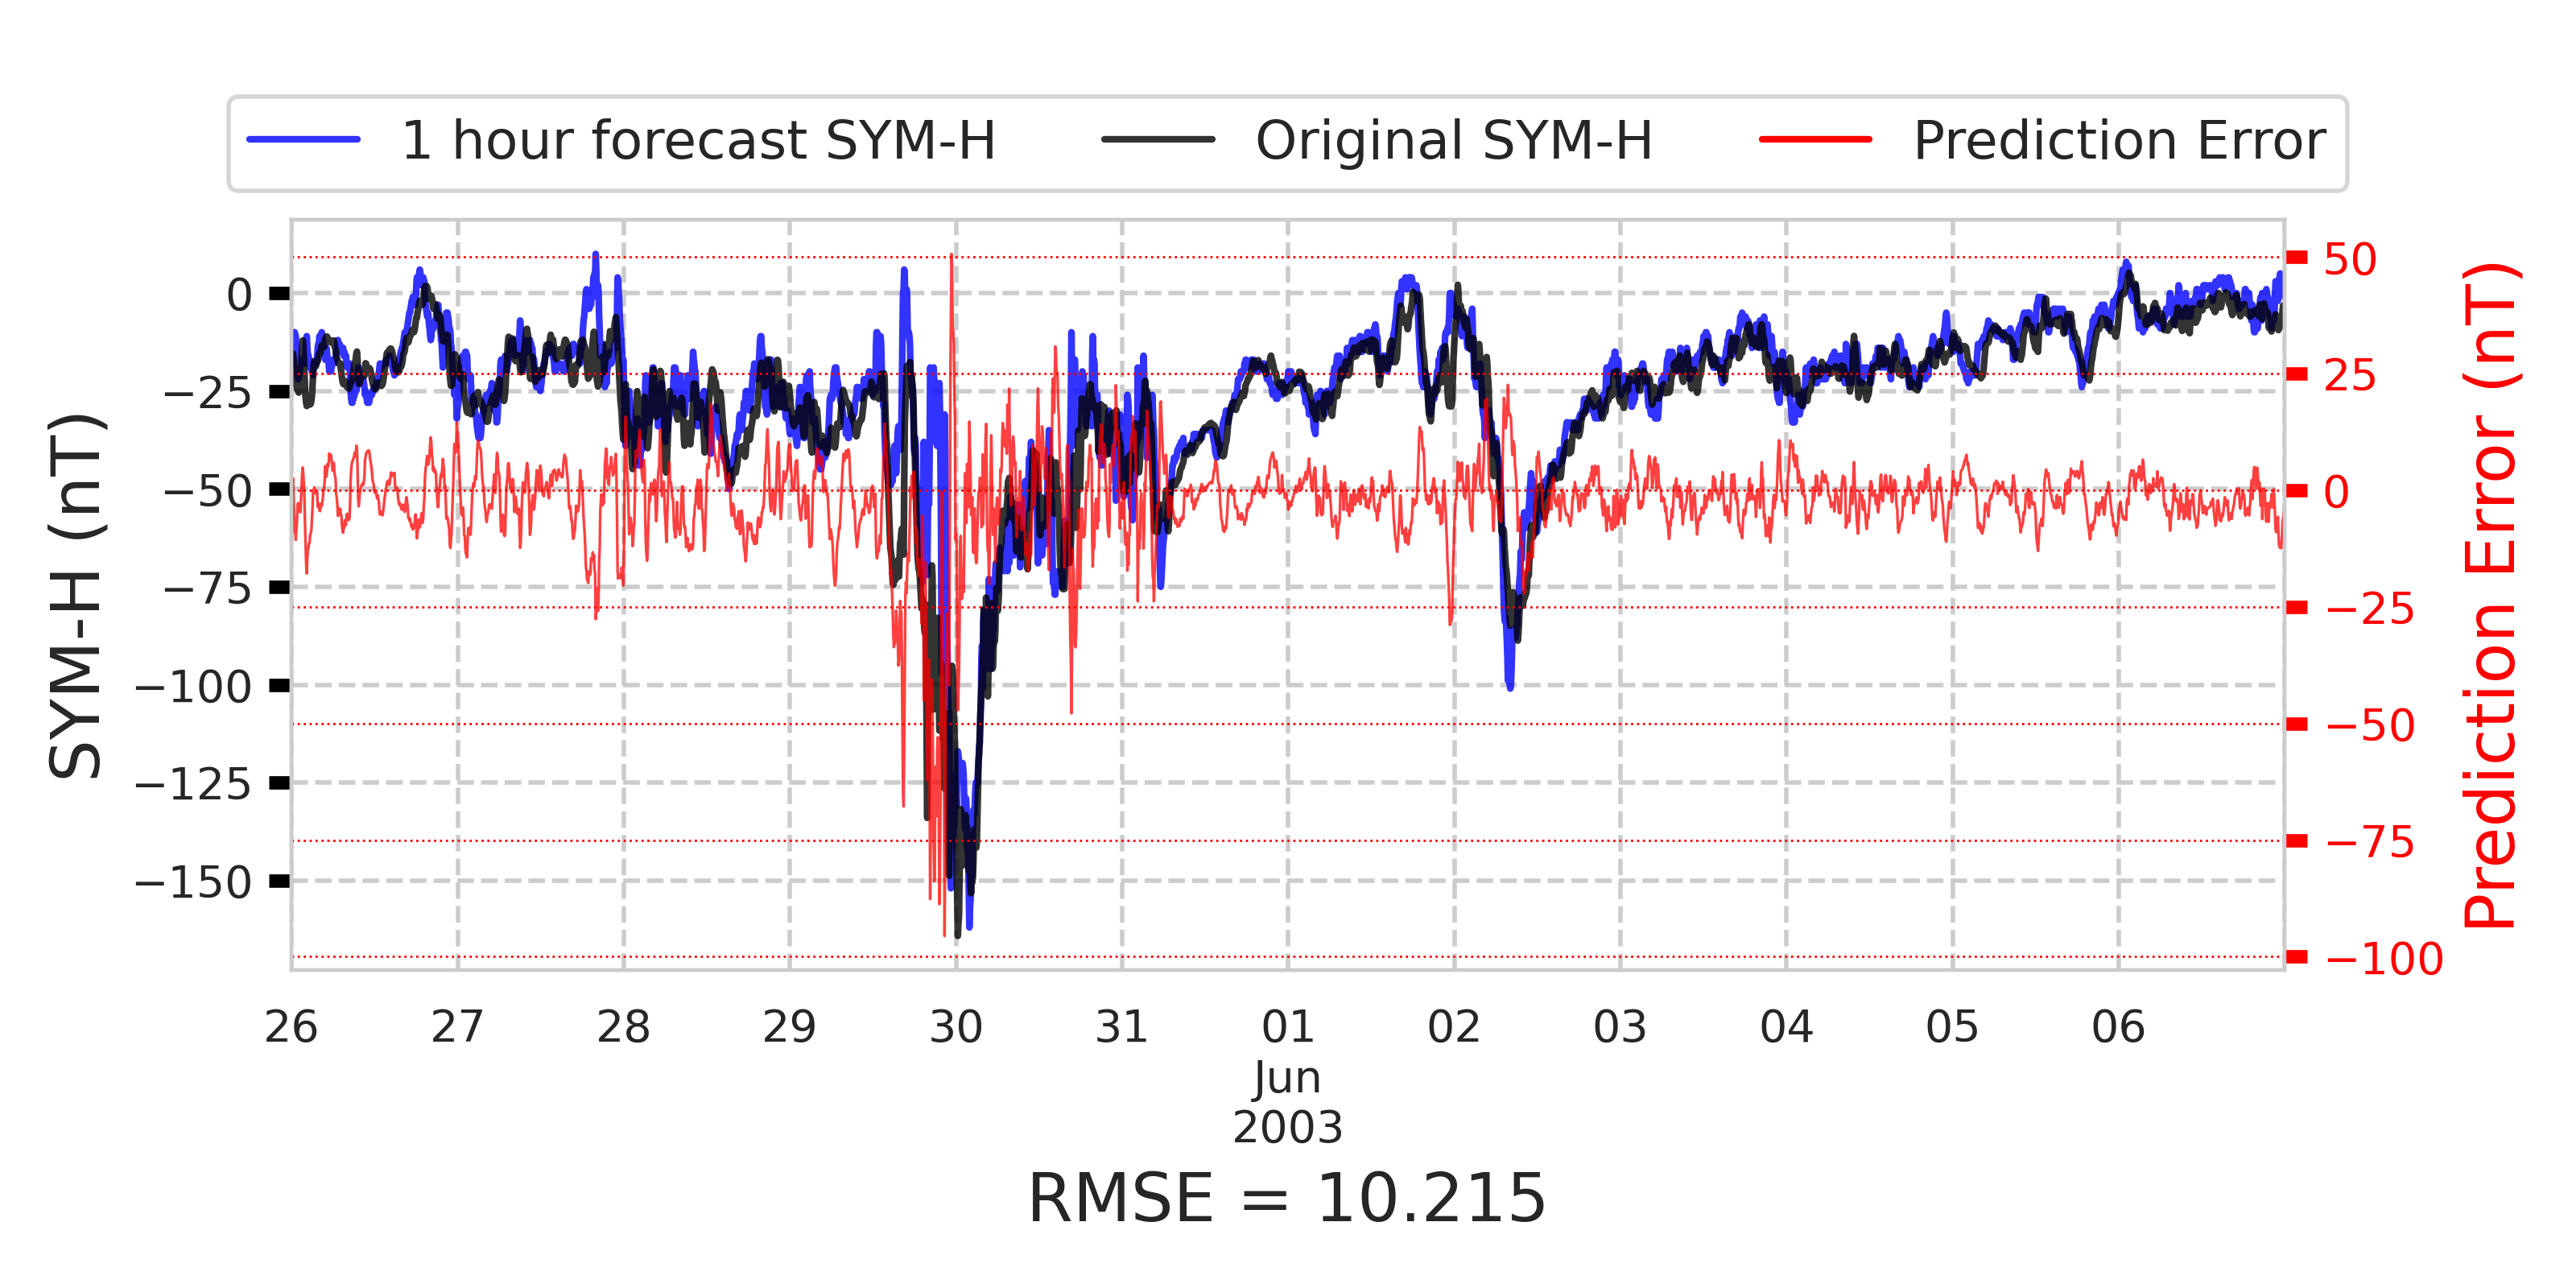 1 hour forecast SYM-H Original SYM-H Prediction Error
SYM-H (nT)
0
−25
−50
−75
−100
−125
−150
50
25
0
−25
−50
−75
−100
Prediction Error (nT)
26 27 28 29 30 31 01 02 03 04 05 06
Jun
2003
RMSE = 10.215